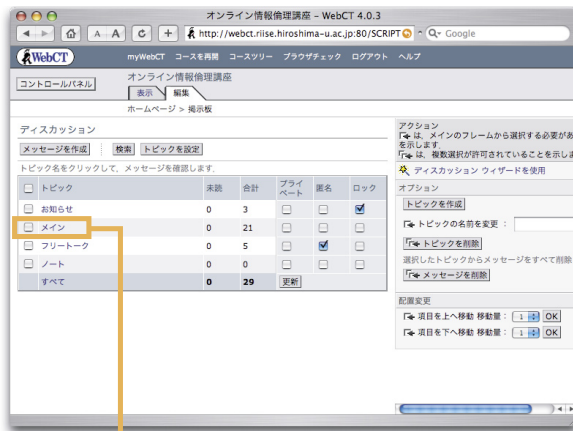 オンライン情報倫理講座 – WebCT 4.0.3
A A C + http://webct.riise.hiroshima-u.ac.jp:80/SCRIPT Q Google
WebCT myWebCT コースを再開 コースツリー ブラウザチェック ログアウト ヘルプ
コントロールパネル オンライン情報倫理講座
表示 編集
ホームページ > 掲示板
ディスカッション
メッセージを作成 検索 トピックを設定
トピック名をクリックして、メッセージを確認します.
トピック 未読 合計 プライベート 匿名 ロック
お知らせ 0 3
メイン 0 21
フリートーク 0 5
ノート 0 0
すべて 0 29 更新
アクション
は、メインのフレームから選択する必要があ
を示します.
は、複数選択が許可されていることを示しま
ディスカッション ウィザードを使用
オプション
トピックを作成
トピックの名前を変更：
トピックを削除
選択したトピックからメッセージをすべて削除
メッセージを削除
配置変更
項目を上へ移動 移動量： 1 OK
項目を下へ移動 移動量： 1 OK